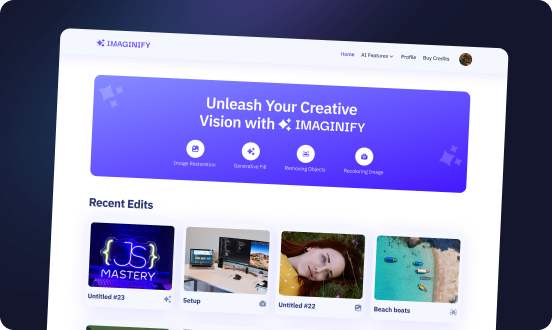 IMAGINIFY
Home
AI Features
Profile
Buy Credits
Unleash Your Creative
Vision with IMAGINIFY
Image Restoration
Generative Fill
Removing Objects
Recoloring Image
Recent Edits
{JS}
MASTERY
Untitled #23
Setup
Untitled #22
Beach boats